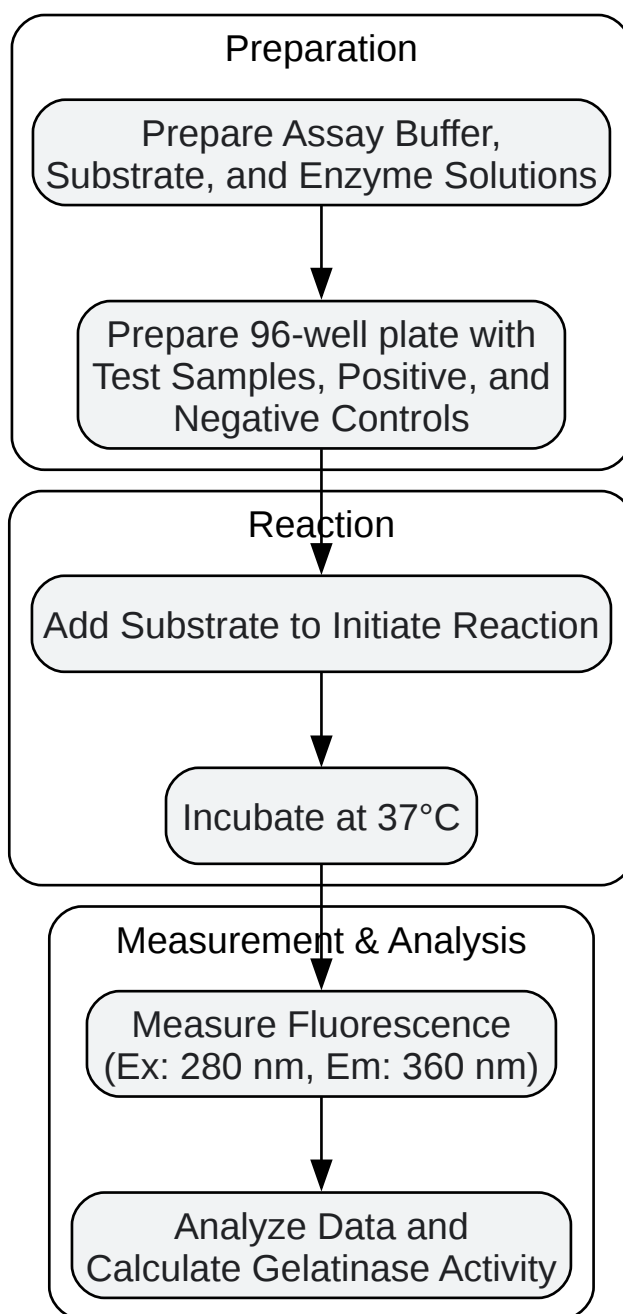 Preparation
Prepare Assay Buffer,
Substrate, and Enzyme Solutions
Prepare 96-well plate with
Test Samples, Positive, and
Negative Controls
Reaction
Add Substrate to Initiate Reaction
Incubate at 37°C
Measurement & Analysis
Measure Fluorescence
(Ex: 280 nm, Em: 360 nm)
Analyze Data and
Calculate Gelatinase Activity